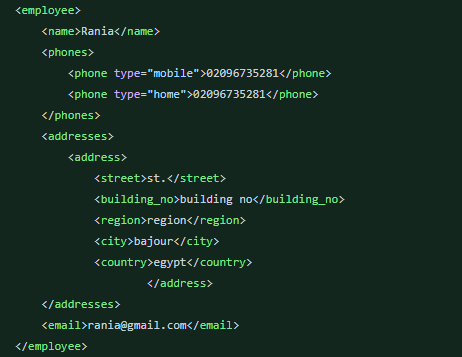 <employee>
<name>Rania</name>
<phones>
<phone type="mobile">02096735281</phone>
<phone type="home">02096735281</phone>
</phones>
<addresses>
<address>
<street>st.</street>
<building_no>building no</building_no>
<region>region</region>
<city>bajour</city>
<country>egypt</country>
</address>
</addresses>
<email>rania@gmail.com</email>
</employee>